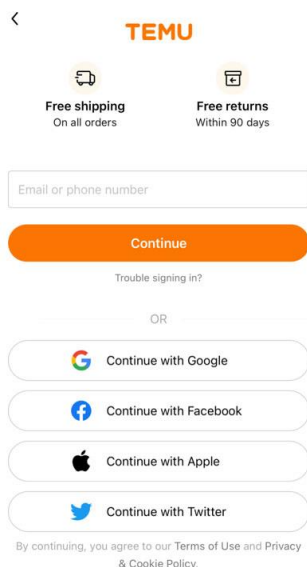 TEMU
Free shipping
On all orders
Free returns
Within 90 days
Email or phone number
Continue
Trouble signing in?
OR
Continue with Google
Continue with Facebook
Continue with Apple
Continue with Twitter
By continuing, you agree to our Terms of Use and Privacy
& Cookie Policy.